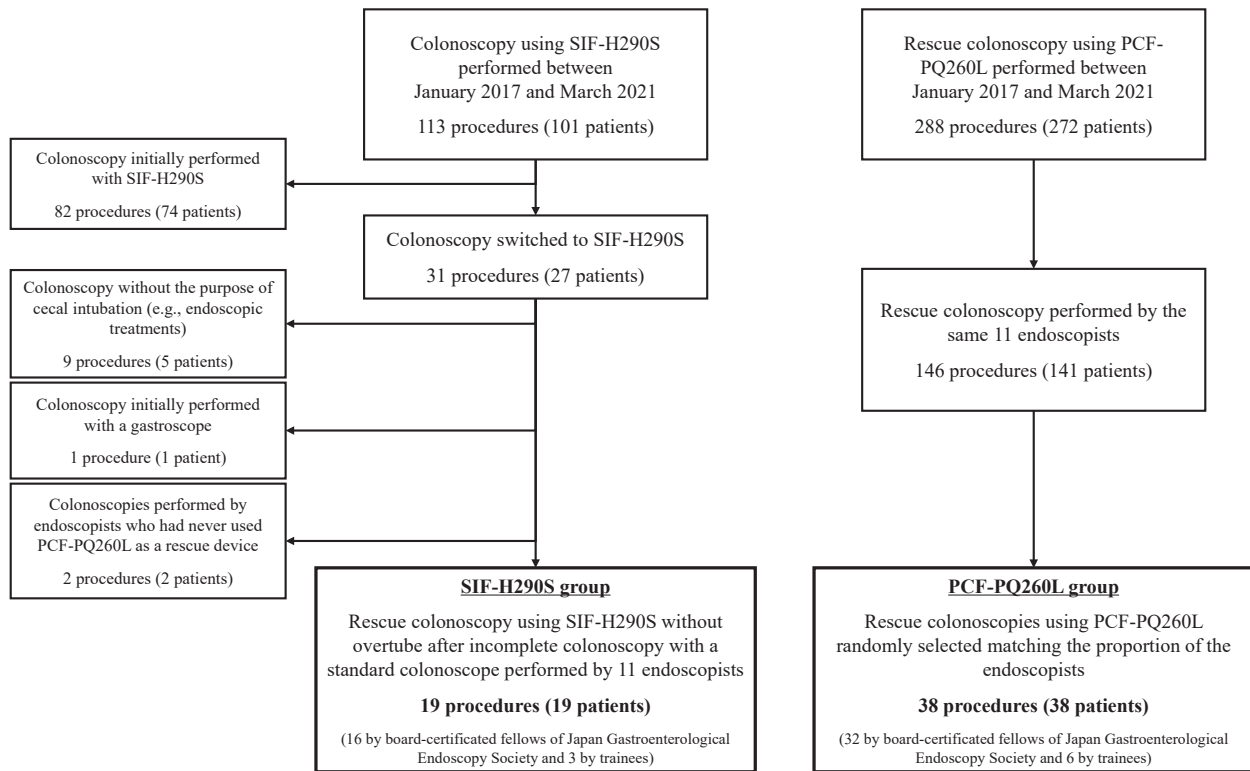 Colonoscopy using SIF-H290S
performed between
January 2017 and March 2021
113 procedures (101 patients)
Rescue colonoscopy using PCF-
PQ260L performed between
January 2017 and March 2021
288 procedures (272 patients)
Colonoscopy initially performed
with SIF-H290S
82 procedures (74 patients)
Colonoscopy switched to SIF-H290S
31 procedures (27 patients)
Colonoscopy without the purpose of
cecal intubation (e.g., endoscopic
treatments)
9 procedures (5 patients)
Rescue colonoscopy performed by the
same 11 endoscopists
146 procedures (141 patients)
Colonoscopy initially performed
with a gastroscope
1 procedure (1 patient)
Colonoscopies performed by
endoscopists who had never used
PCF-PQ260L as a rescue device
2 procedures (2 patients)
SIF-H290S group
Rescue colonoscopy using SIF-H290S without
overtube after incomplete colonoscopy with a
standard colonoscope performed by 11 endoscopists
19 procedures (19 patients)
(16 by board-certificated fellows of Japan Gastroenterological
Endoscopy Society and 3 by trainees)
PCF-PQ260L group
Rescue colonoscopies using PCF-PQ260L
randomly selected matching the proportion of the
endoscopists
38 procedures (38 patients)
(32 by board-certificated fellows of Japan Gastroenterological
Endoscopy Society and 6 by trainees)